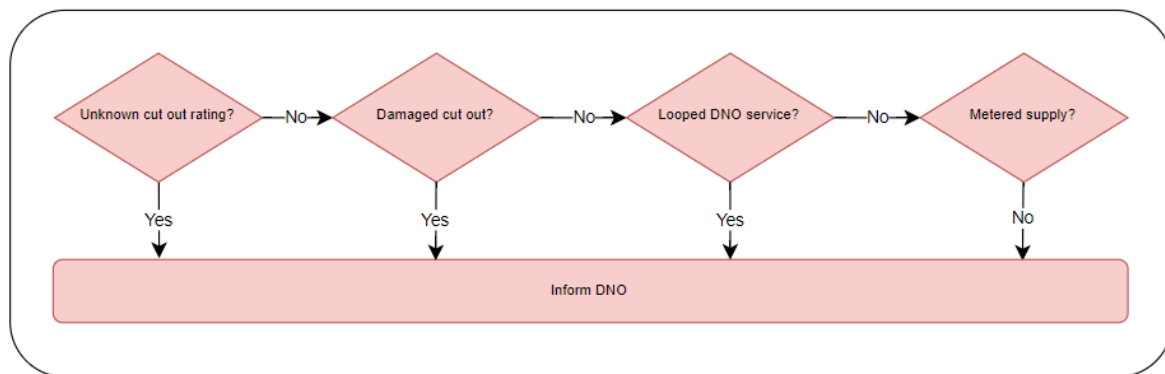 Unknown cut out rating?
No
Damaged cut out?
No
Looped DNO service?
No
Metered supply?
Yes
Yes
Yes
No
Inform DNO